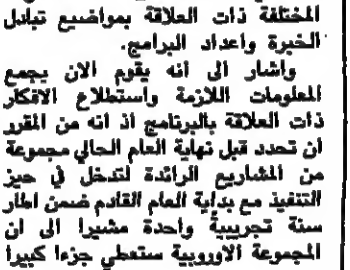 المختلفة ذات العلاقة بمواضيع تبادل
الخبرة واعداد البرامج.
واشار الى أنه يقوم الان بجمع
المعلومات اللازمة واستطلاع الافكار
ذات العلاقة بالبرنامج اذ انه من المقرر
ان تحدد قبل نهاية العام الحالي مجموعة
من المشاريع الرائدة لتدخل في حيز
التنفيذ مع بداية العام القادم ضمن اطار
سنة تجريبية واحدة مشيرا الى ان
المجموعة الاوروبية ستعطي جزءا كبيرا